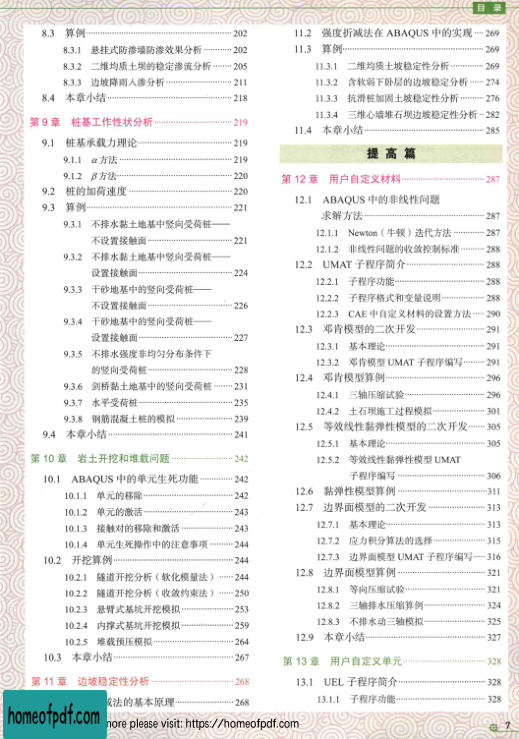 目 录
8.3 算例 202
8.3.1 悬挂式防渗墙防渗效果分析 202
8.3.2 二维均质土坝的稳定渗流分析 205
8.3.3 边坡降雨入渗分析 211
8.4 本章小结 218
第 9 章 桩基工作性状分析 219
9.1 桩基承载力理论 219
9.1.1 α方法 219
9.1.2 β方法 220
9.2 桩的加荷速度 220
9.3 算例 221
9.3.1 不排水黏土地基中竖向受荷桩——
不设置接触面 221
9.3.2 不排水黏土地基中竖向受荷桩——
设置接触面 224
9.3.3 干砂地基中的竖向受荷桩——
不设置接触面 226
9.3.4 干砂地基中的竖向受荷桩——
设置接触面 227
9.3.5 不排水强度非均匀分布条件下
的竖向受荷桩 228
9.3.6 剑桥黏土地基中的竖向受荷桩 231
9.3.7 水平受荷桩 235
9.3.8 钢筋混凝土桩的模拟 239
9.4 本章小结 241
第 10 章 岩土开挖和堆载问题 242
10.1 ABAQUS 中的单元生死功能 242
10.1.1 单元的移除 242
10.1.2 单元的激活 243
10.1.3 接触对的移除和激活 243
10.1.4 单元生死操作中的注意事项 244
10.2 开挖算例 244
10.2.1 隧道开挖分析（软化模量法） 244
10.2.2 隧道开挖分析（收敛约束法） 250
10.2.3 悬臂式基坑开挖模拟 253
10.2.4 内撑式基坑开挖模拟 259
10.2.5 堆载预压模拟 264
10.3 本章小结 267
第 11 章 边坡稳定性分析 268
减法的基本原理 268
11.2 强度折减法在 ABAQUS 中的实现 269
11.3 算例 269
11.3.1 二维均质土坡稳定性分析 269
11.3.2 含软弱下卧层的边坡稳定分析 274
11.3.3 抗滑桩加固土坡稳定性分析 276
11.3.4 三维心墙堆石坝边坡稳定性分析 282
11.4 本章小结 285
提 高 篇
第 12 章 用户自定义材料 287
12.1 ABAQUS 中的非线性问题
求解方法 287
12.1.1 Newton（牛顿）迭代方法 287
12.1.2 非线性问题的收敛控制标准 288
12.2 UMAT 子程序简介 288
12.2.1 子程序功能 288
12.2.2 子程序格式和变量说明 288
12.2.3 CAE 中自定义材料的设置方法 290
12.3 邓肯模型的二次开发 291
12.3.1 基本理论 291
12.3.2 邓肯模型 UMAT 子程序编写 291
12.4 邓肯模型算例 296
12.4.1 三轴压缩试验 296
12.4.2 土石坝施工过程模拟 301
12.5 等效线性黏弹性模型的二次开发 305
12.5.1 基本理论 305
12.5.2 等效线性黏弹性模型 UMAT
子程序编写 306
12.6 黏弹性模型算例 311
12.7 边界面模型的二次开发 313
12.7.1 基本理论 313
12.7.2 应力积分算法的选择 315
12.7.3 边界面模型 UMAT 子程序编写 316
12.8 边界面模型算例 321
12.8.1 等向压缩试验 321
12.8.2 三轴排水压缩算例 324
12.8.3 不排水动三轴模拟 325
12.9 本章小结 327
第 13 章 用户自定义单元 328
13.1 UEL 子程序简介 328
13.1.1 子程序功能 328
homeofpdf.com
more please visit: https://homeofpdf.com
7